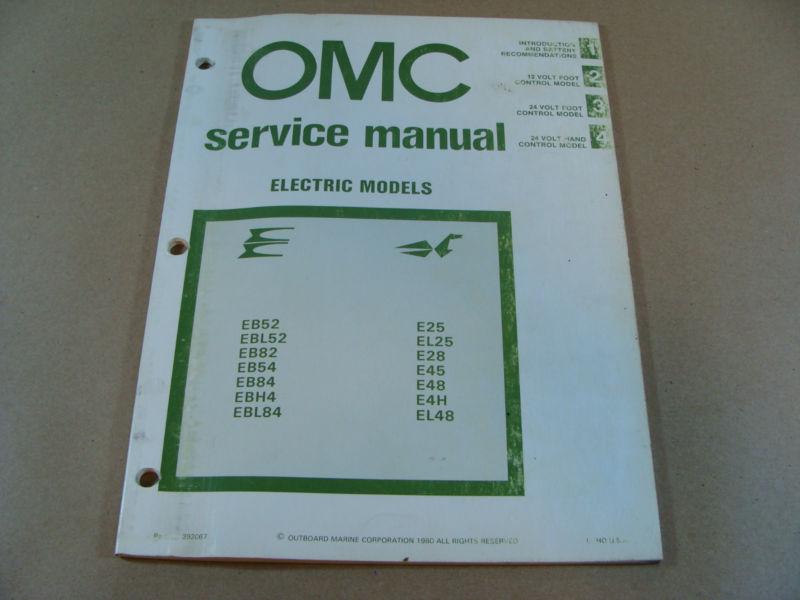 OMC
service manual
ELECTRIC MODELS
INTRODUCTION
AND BATTERY
RECOMMENDATIONS
1
12 VOLT FOOT
CONTROL MODEL
2
24 VOLT FOOT
CONTROL MODEL
3
24 VOLT HAND
CONTROL MODEL
4
EB52
EBL52
EB82
EB54
EB84
EBH4
EBL84
E25
EL25
E28
E45
E48
E4H
EL48
392067
© OUTBOARD MARINE CORPORATION 1980 ALL RIGHTS RESERVED